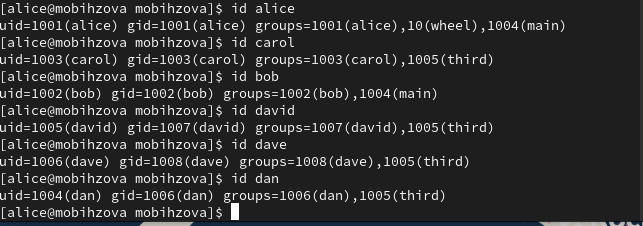 [alice@mobihzova mobihzova]$ id alice
uid=1001(alice) gid=1001(alice) groups=1001(alice),10(wheel),1004(main)
[alice@mobihzova mobihzova]$ id carol
uid=1003(carol) gid=1003(carol) groups=1003(carol),1005(third)
[alice@mobihzova mobihzova]$ id bob
uid=1002(bob) gid=1002(bob) groups=1002(bob),1004(main)
[alice@mobihzova mobihzova]$ id david
uid=1005(david) gid=1007(david) groups=1007(david),1005(third)
[alice@mobihzova mobihzova]$ id dave
uid=1006(dave) gid=1008(dave) groups=1008(dave),1005(third)
[alice@mobihzova mobihzova]$ id dan
uid=1004(dan) gid=1006(dan) groups=1006(dan),1005(third)
[alice@mobihzova mobihzova]$